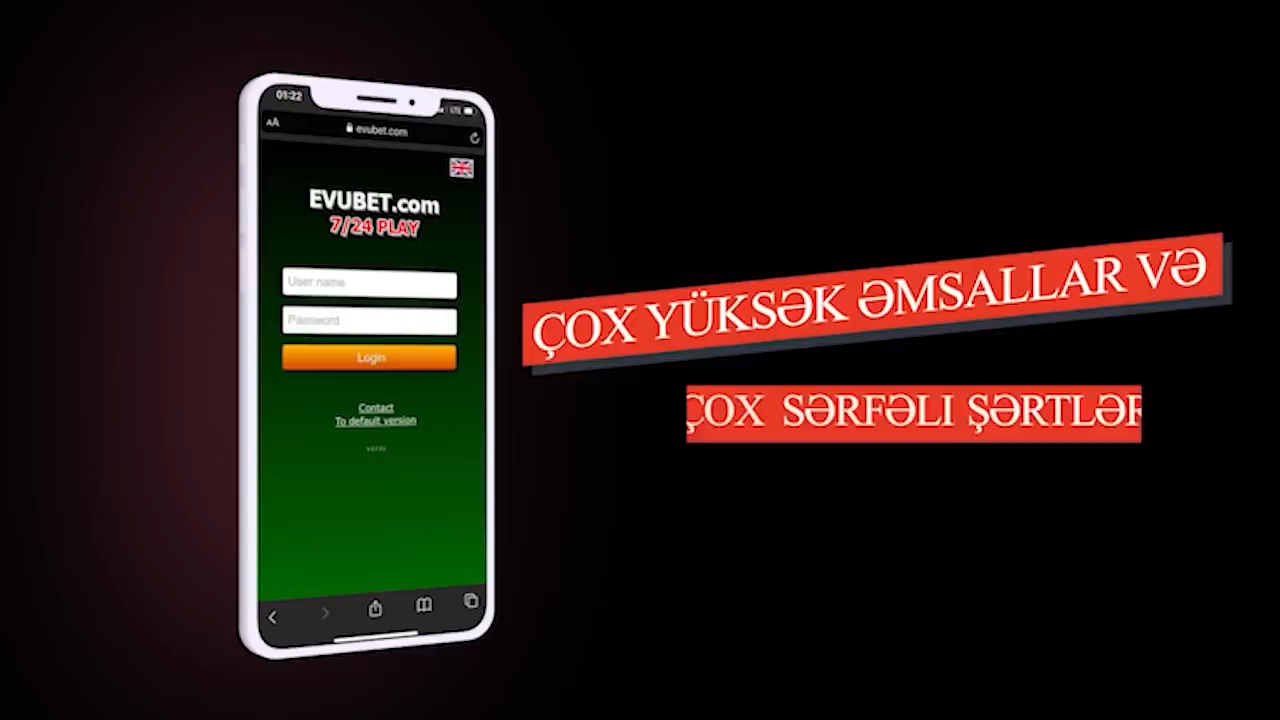 01:22
LTE
AA
evubet.com
EVUBET.com
7/24 PLAY
User name
Password
Login
Contact
To default version
ÇOX YÜKSƏK ƏMSALLAR VƏ
ÇOX SƏRFƏLI ŞƏRTLƏR